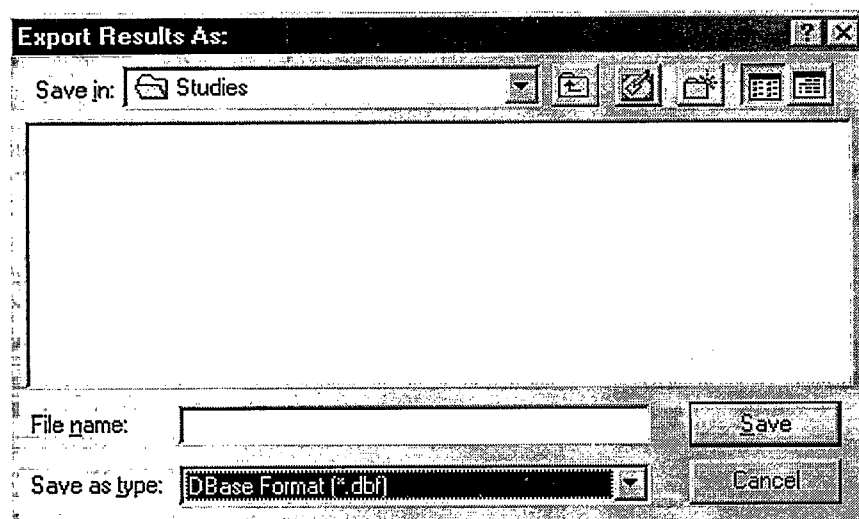 Export Results As:
Save in: Studies
File name:
Save
Save as type: DBase Format (*.dbf)
Cancel